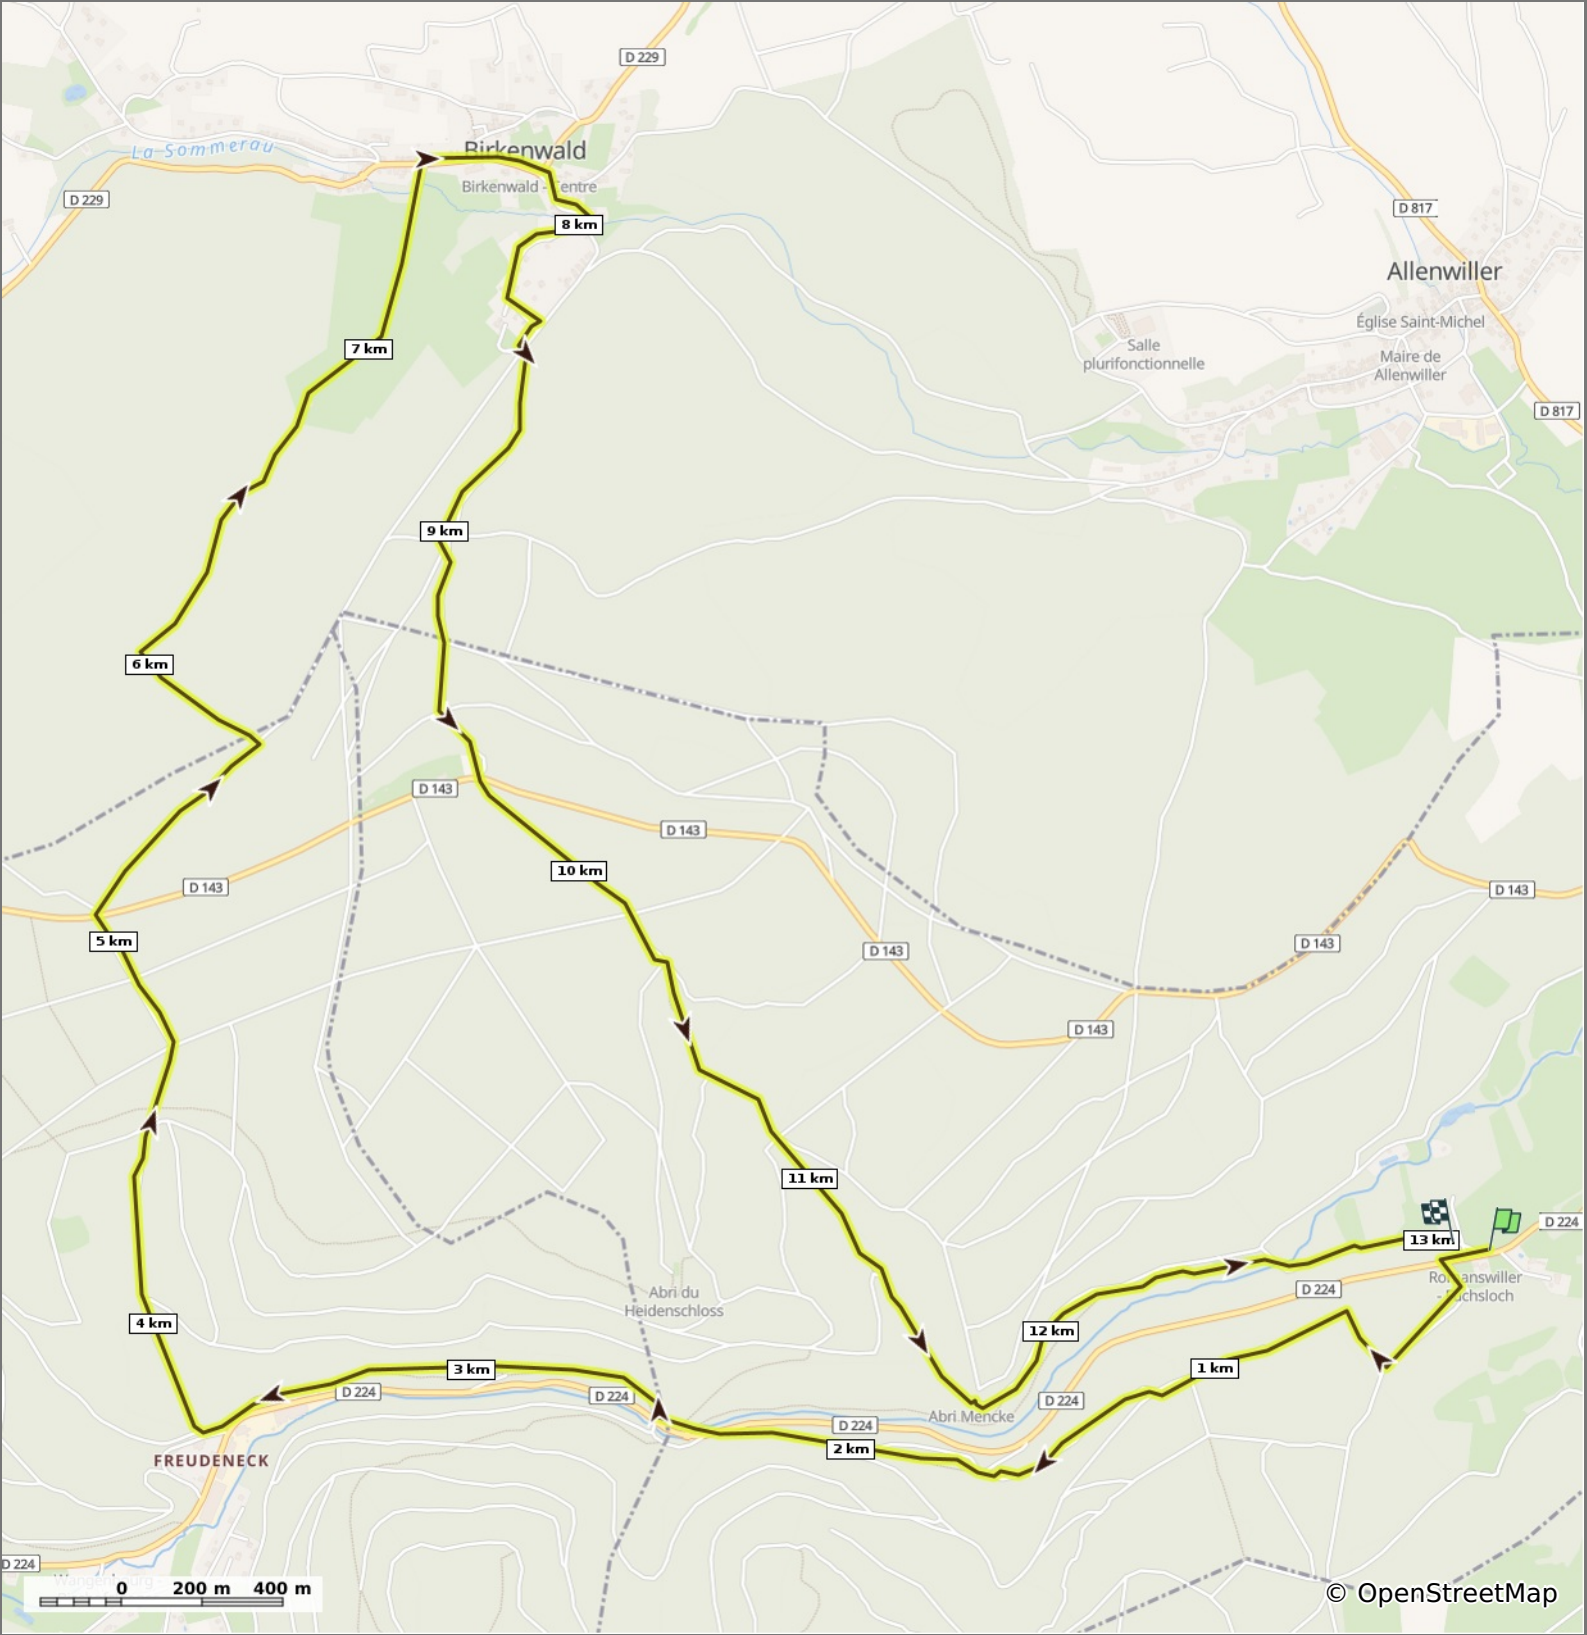 D 229
Birkenwald
La Sommerau
Birkenwald - Centre
D 229
D 817
8 km
Allenwiller
Église Saint-Michel
Salle
plurifonctionnelle
Maire de
Allenwiller
7 km
D 817
9 km
6 km
D 143
D 143
10 km
D 143
D 143
5 km
D 143
D 143
D 143
11 km
D 224
13 km
Romanswiller
- Fuchsloch
D 224
Abri du
Heidenschloss
4 km
12 km
3 km
1 km
D 224
D 224
D 224
Abri Mencke
D 224
2 km
FREUDENECK
D 224
0 200 m 400 m
© OpenStreetMap